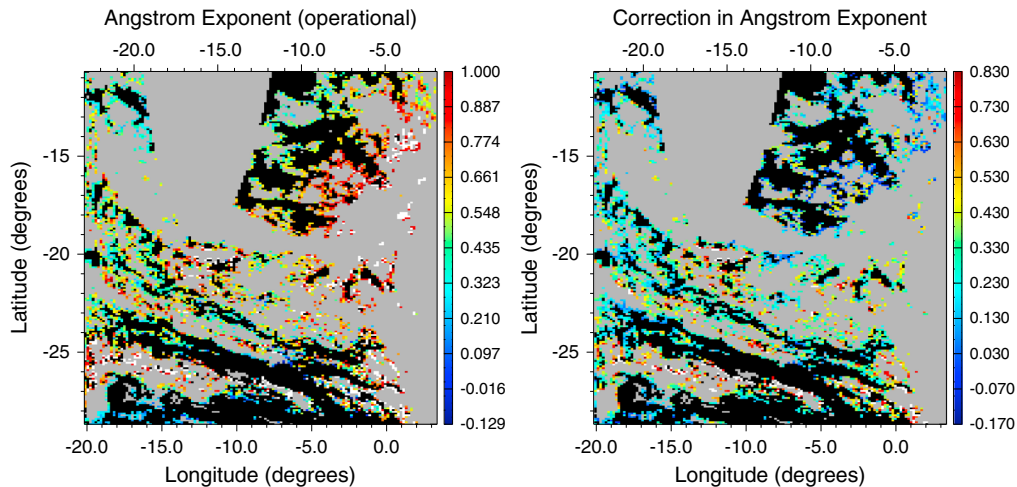 Angstrom Exponent (operational)
-20.0 -15.0 -10.0 -5.0
Latitude (degrees)
-15
-20
-25
-20.0 -15.0 -10.0 -5.0 0.0
Longitude (degrees)
1.000
0.887
0.774
0.661
0.548
0.435
0.323
0.210
0.097
-0.016
-0.129
Correction in Angstrom Exponent
-20.0 -15.0 -10.0 -5.0
Latitude (degrees)
-15
-20
-25
-20.0 -15.0 -10.0 -5.0 0.0
Longitude (degrees)
0.830
0.730
0.630
0.530
0.430
0.330
0.230
0.130
0.030
-0.070
-0.170